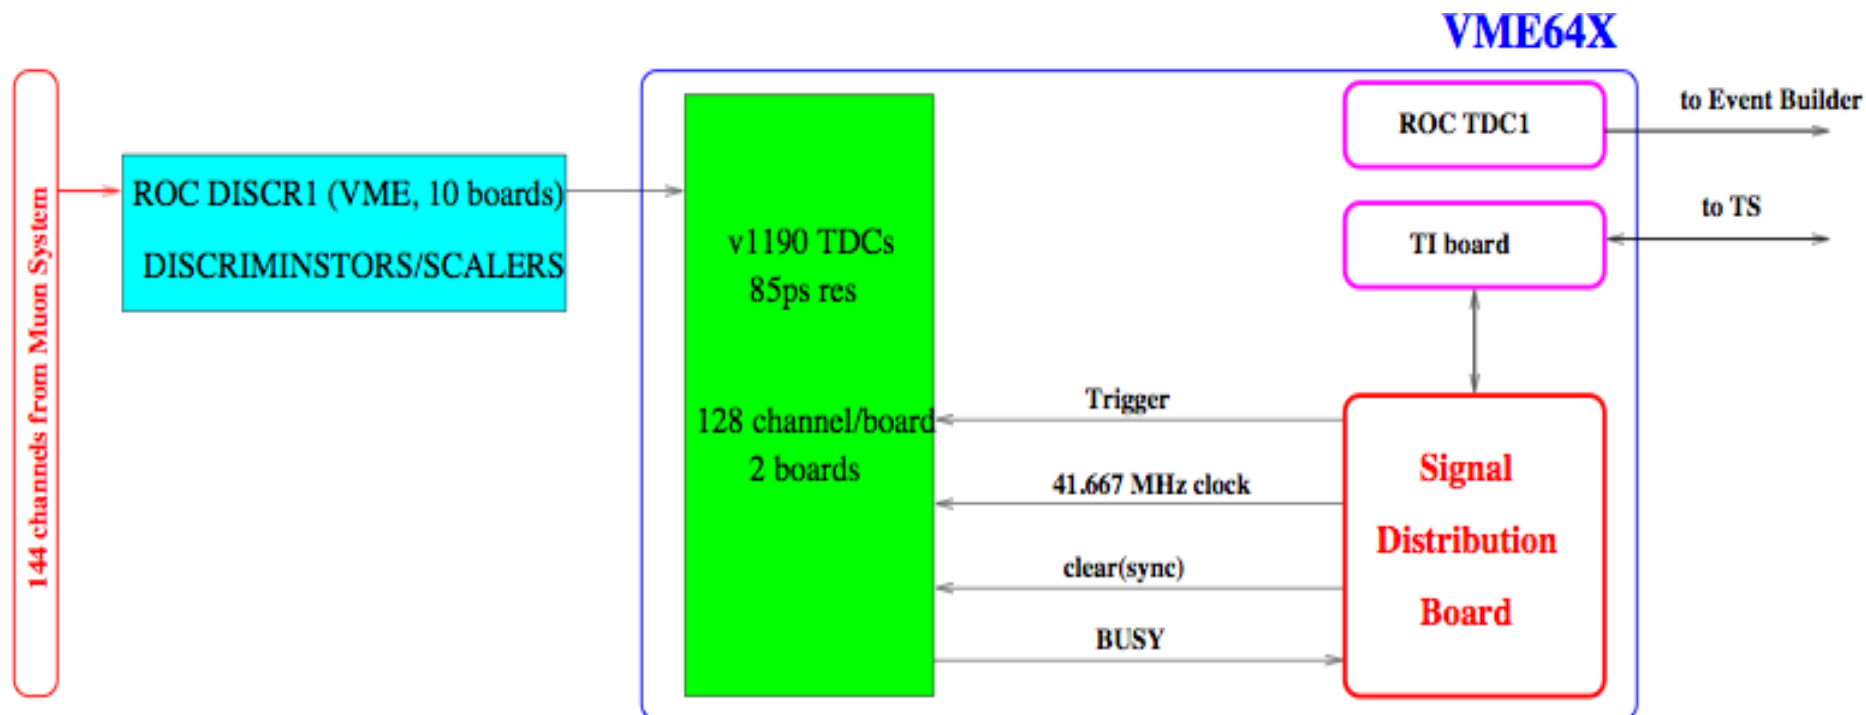 VME64X
144 channels from Muon System
ROC DISCR1 (VME, 10 boards)
DISCRIMINSTORS/SCALERS
v1190 TDCs
85ps res
128 channel/board
2 boards
ROC TDC1
to Event Builder
TI board
to TS
Trigger
41.667 MHz clock
clear(sync)
BUSY
Signal
Distribution
Board